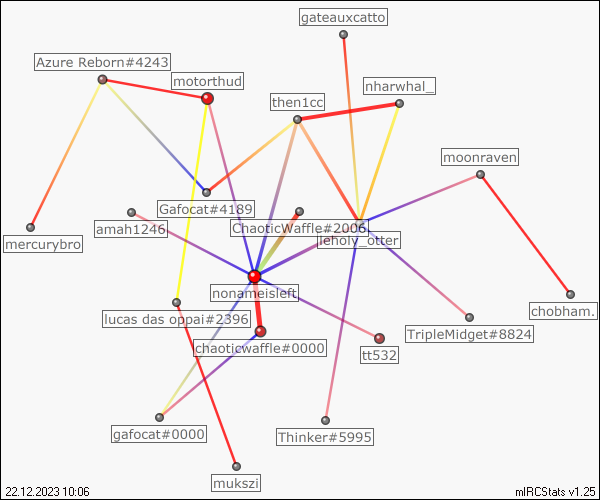 gateauxcatto
Azure Reborn#4243
motorthud
nharwhal_
then1cc
moonraven
Gafocat#4189
amah1246
ChaoticWaffle#2006
leholy_otter
mercurybro
nonameisleft
chobham.
lucas das oppai#2396
TripleMidget#8824
chaoticwaffle#0000
tt532
gafocat#0000
Thinker#5995
mukszi
22.12.2023 10:06
mIRCStats v1.25